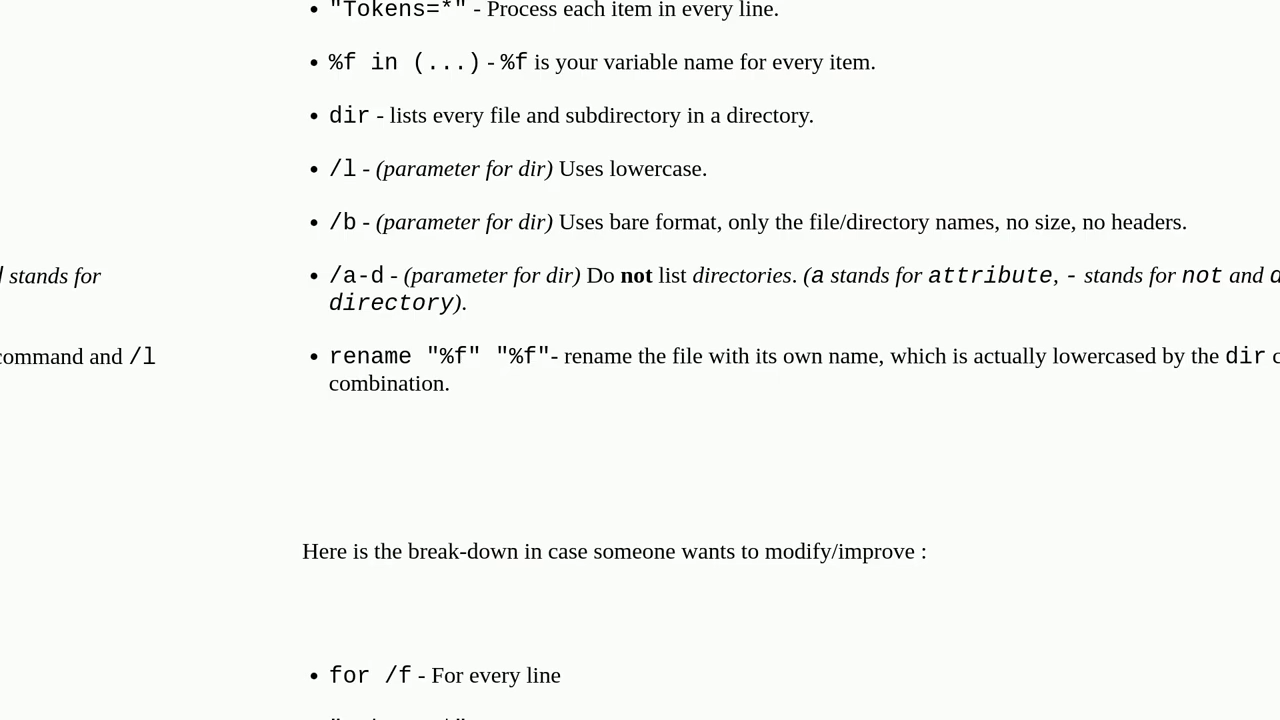 "Tokens=*" - Process each item in every line.
%f in (...) - %f is your variable name for every item.
dir - lists every file and subdirectory in a directory.
/l - (parameter for dir) Uses lowercase.
/b - (parameter for dir) Uses bare format, only the file/directory names, no size, no headers.
stands for
/a-d - (parameter for dir) Do not list directories. (a stands for attribute, - stands for not and d
directory).
command and /l
rename "%f" "%f"- rename the file with its own name, which is actually lowercased by the dir
combination.
Here is the break-down in case someone wants to modify/improve :
for /f - For every line